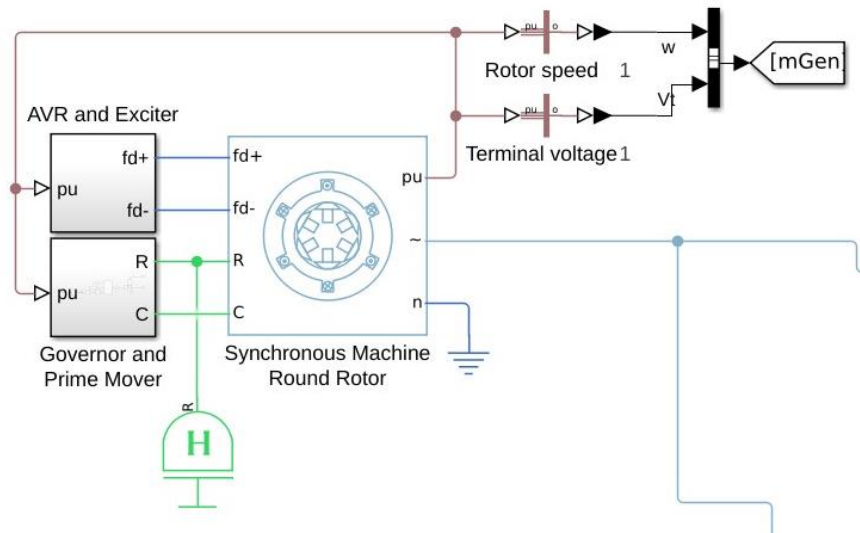 pu o
w
[mGen]
Rotor speed 1
Vt
AVR and Exciter
pu o
Terminal voltage 1
fd+ fd+
pu
pu
fd- fd-
R R
~
pu
n
C C
Governor and
Prime Mover
Synchronous Machine
Round Rotor
R
H